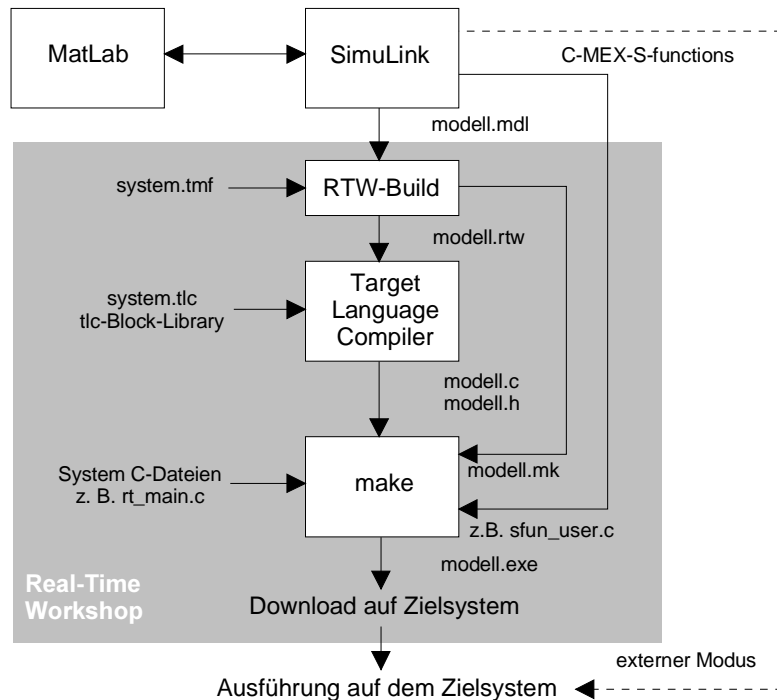 MatLab
SimuLink
C-MEX-S-functions
modell.mdl
system.tmf
RTW-Build
modell.rtw
system.tlc
tlc-Block-Library
Target
Language
Compiler
modell.c
modell.h
System C-Dateien
z. B. rt_main.c
make
modell.mk
z.B. sfun_user.c
modell.exe
Real-Time
Workshop
Download auf Zielsystem
externer Modus
Ausführung auf dem Zielsystem